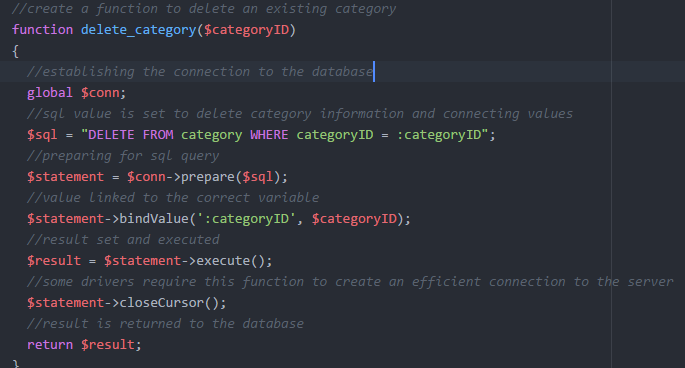 //create a function to delete an existing category
function delete_category($categoryID)
{
//establishing the connection to the database
global $conn;
//sql value is set to delete category information and connecting values
$sql = "DELETE FROM category WHERE categoryID = :categoryID";
//preparing for sql query
$statement = $conn->prepare($sql);
//value linked to the correct variable
$statement->bindValue(':categoryID', $categoryID);
//result set and executed
$result = $statement->execute();
//some drivers require this function to create an efficient connection to the server
$statement->closeCursor();
//result is returned to the database
return $result;
}